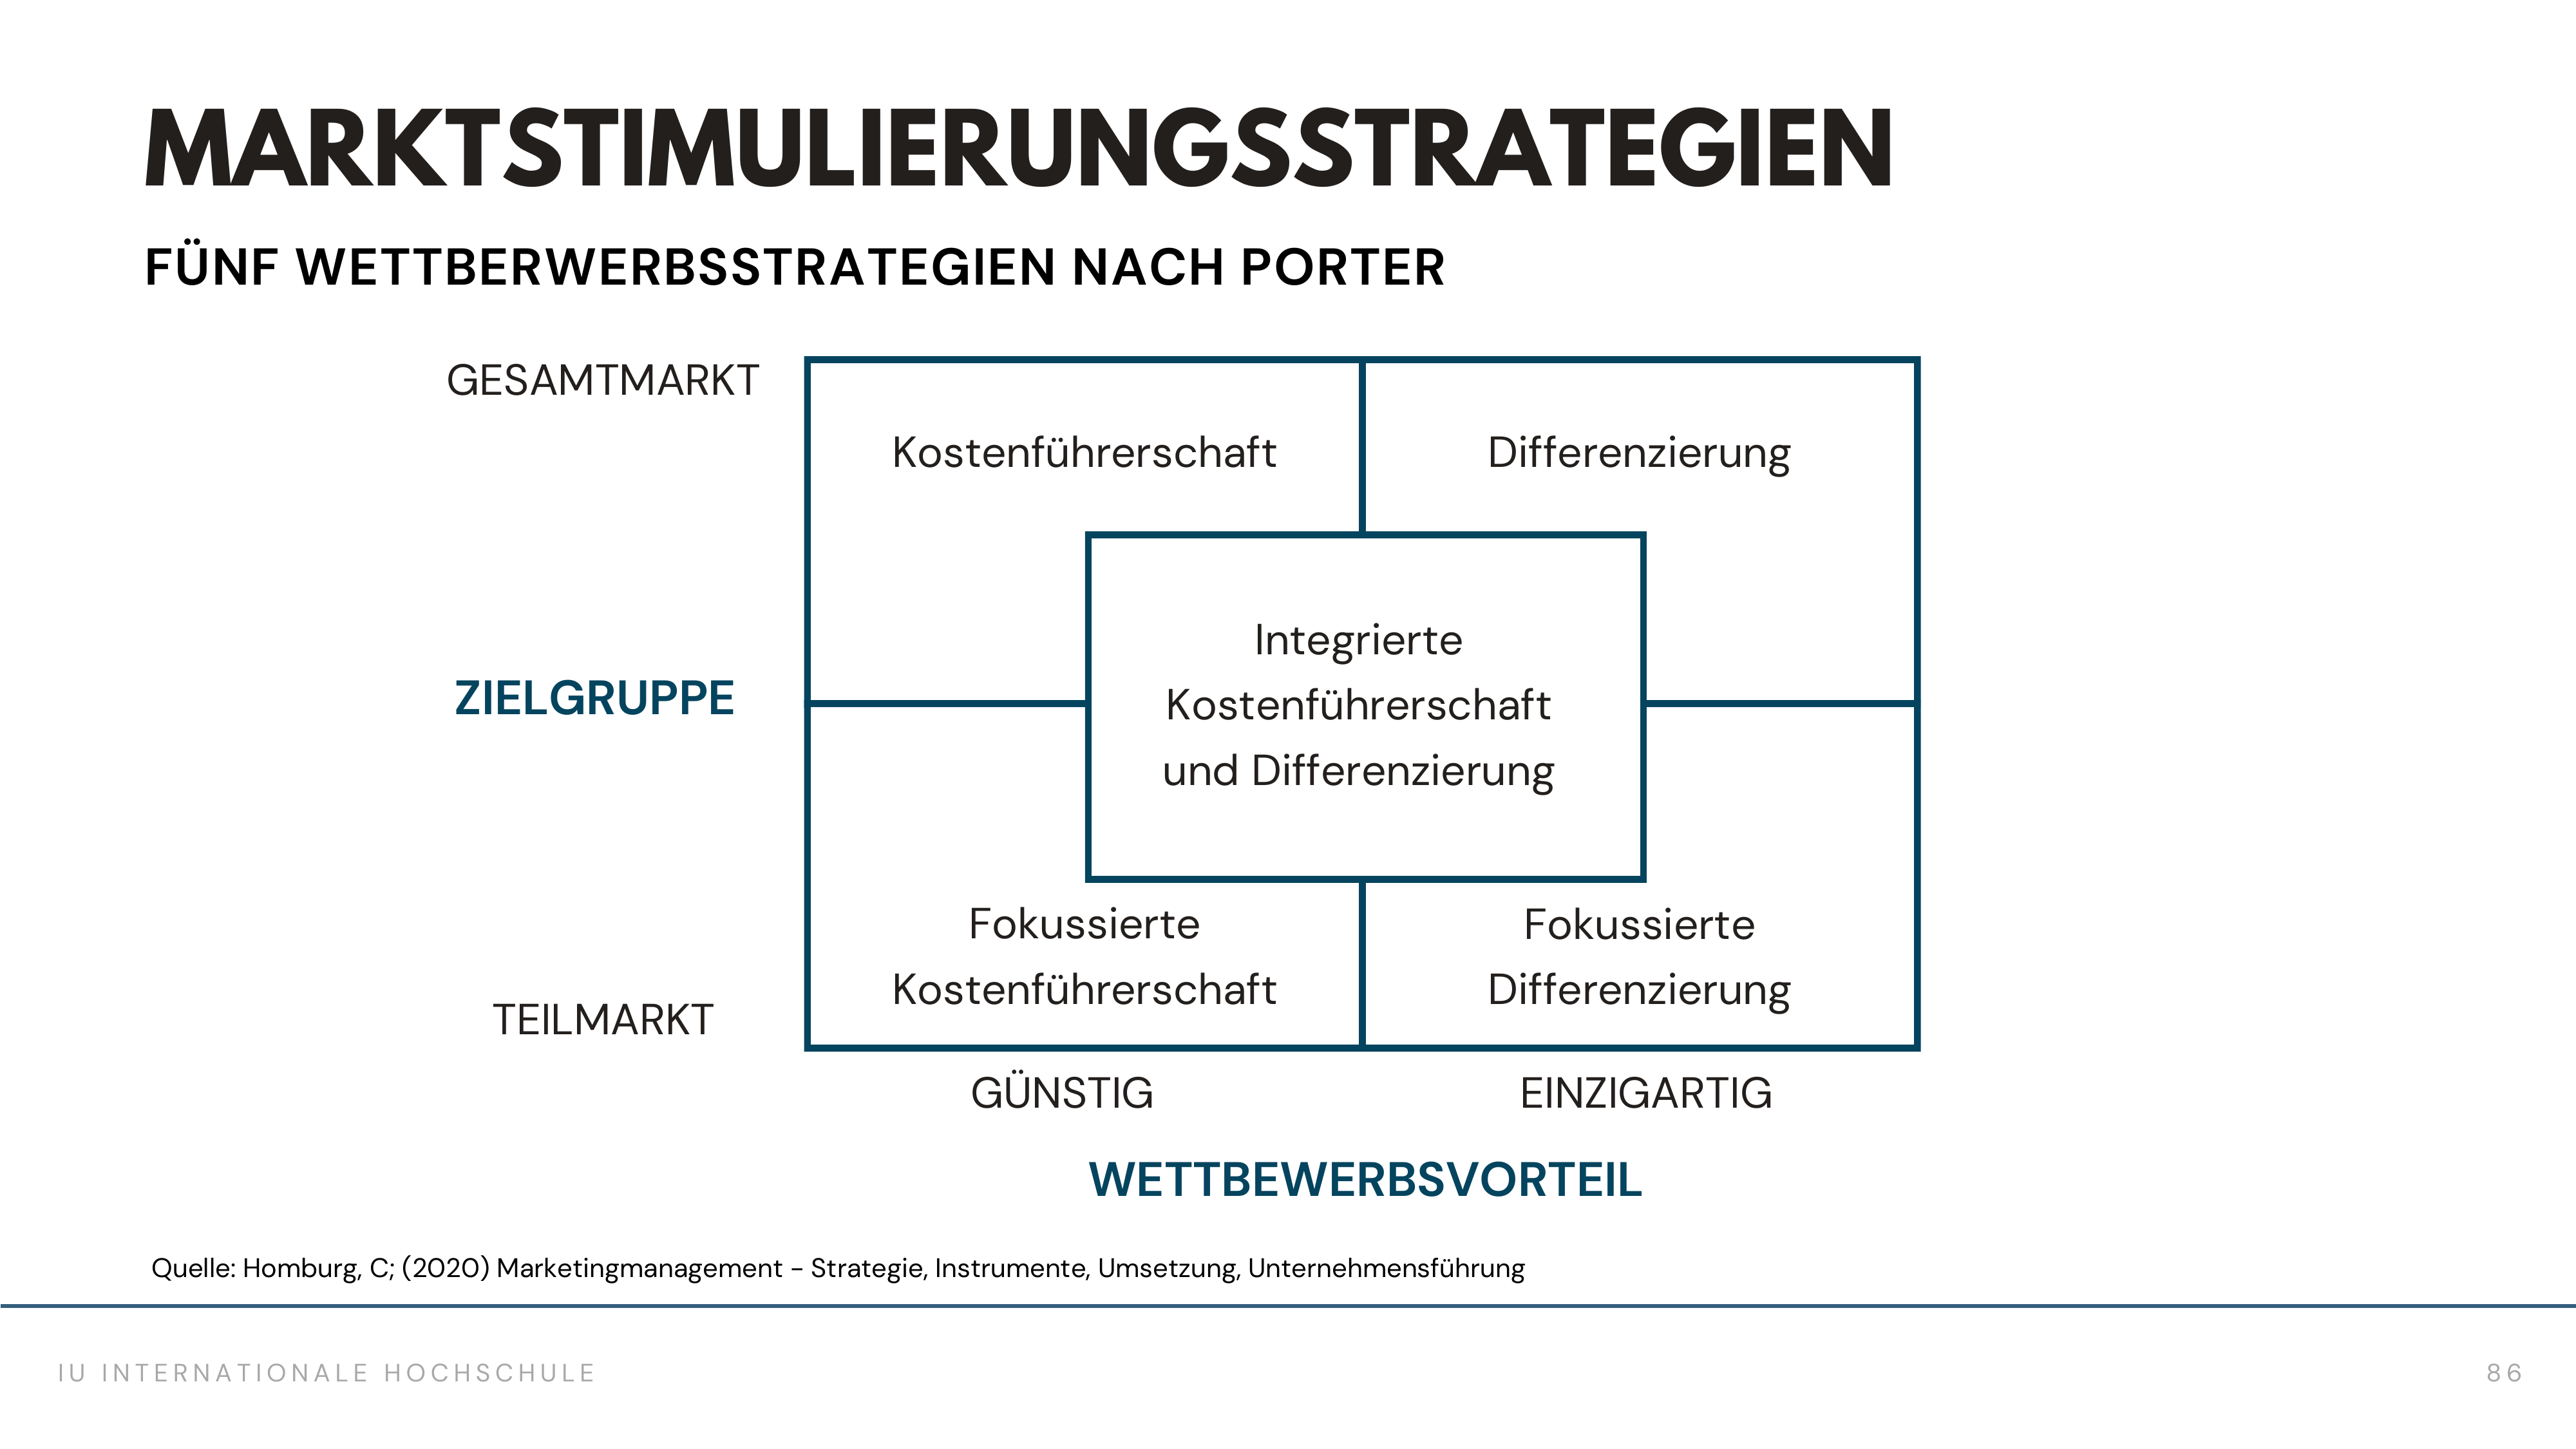 MARKTSTIMULIERUNGSSTRATEGIEN
FÜNF WETTBERWERBSSTRATEGIEN NACH PORTER
GESAMTMARKT
Kostenführerschaft
Differenzierung
ZIELGRUPPE
Integrierte
Kostenführerschaft
und Differenzierung
Fokussierte
Kostenführerschaft
Fokussierte
Differenzierung
TEILMARKT
GÜNSTIG
EINZIGARTIG
WETTBEWERBSVORTEIL
Quelle: Homburg, C; (2020) Marketingmanagement - Strategie, Instrumente, Umsetzung, Unternehmensführung
IU INTERNATIONALE HOCHSCHULE
86